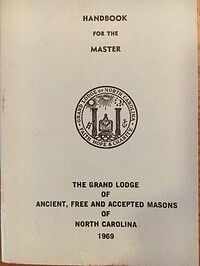 HANDBOOK
FOR THE
MASTER
GRAND LODGE OF NORTH CAROLINA
FAITH, HOPE & CHARITY
THE GRAND LODGE
OF
ANCIENT, FREE AND ACCEPTED MASONS
OF
NORTH CAROLINA
1969